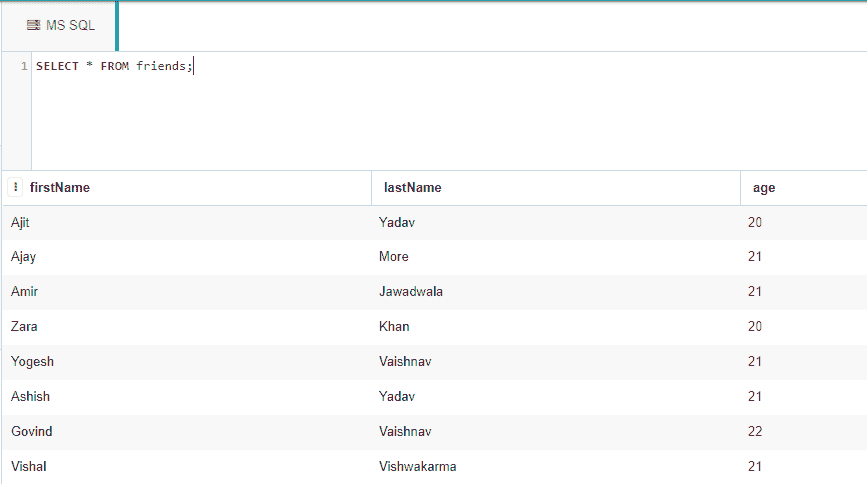 MS SQL
1 SELECT * FROM friends;
firstName lastName age
Ajit Yadav 20
Ajay More 21
Amir Jawadwala 21
Zara Khan 20
Yogesh Vaishnav 21
Ashish Yadav 21
Govind Vaishnav 22
Vishal Vishwakarma 21